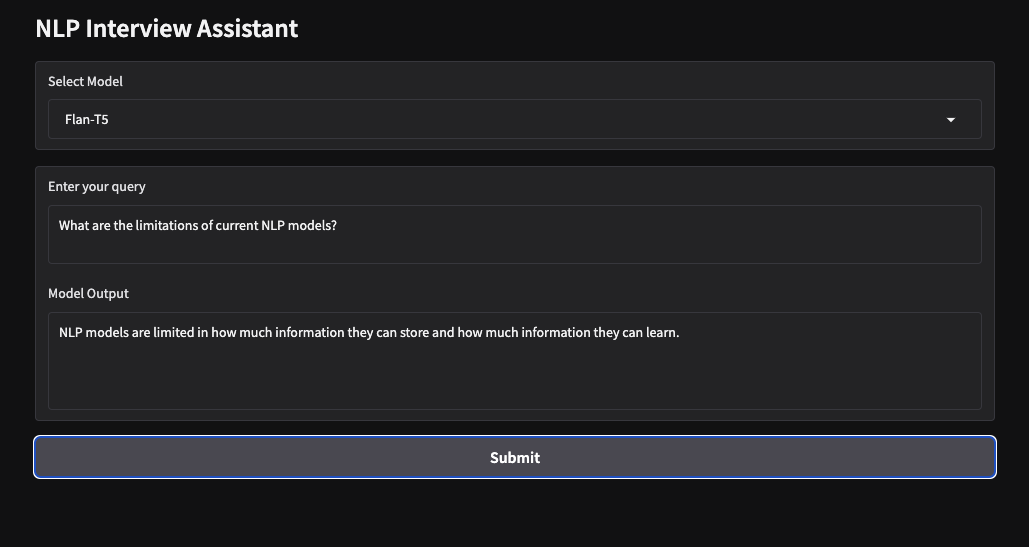 NLP Interview Assistant
Select Model
Flan-T5
Enter your query
What are the limitations of current NLP models?
Model Output
NLP models are limited in how much information they can store and how much information they can learn.
Submit